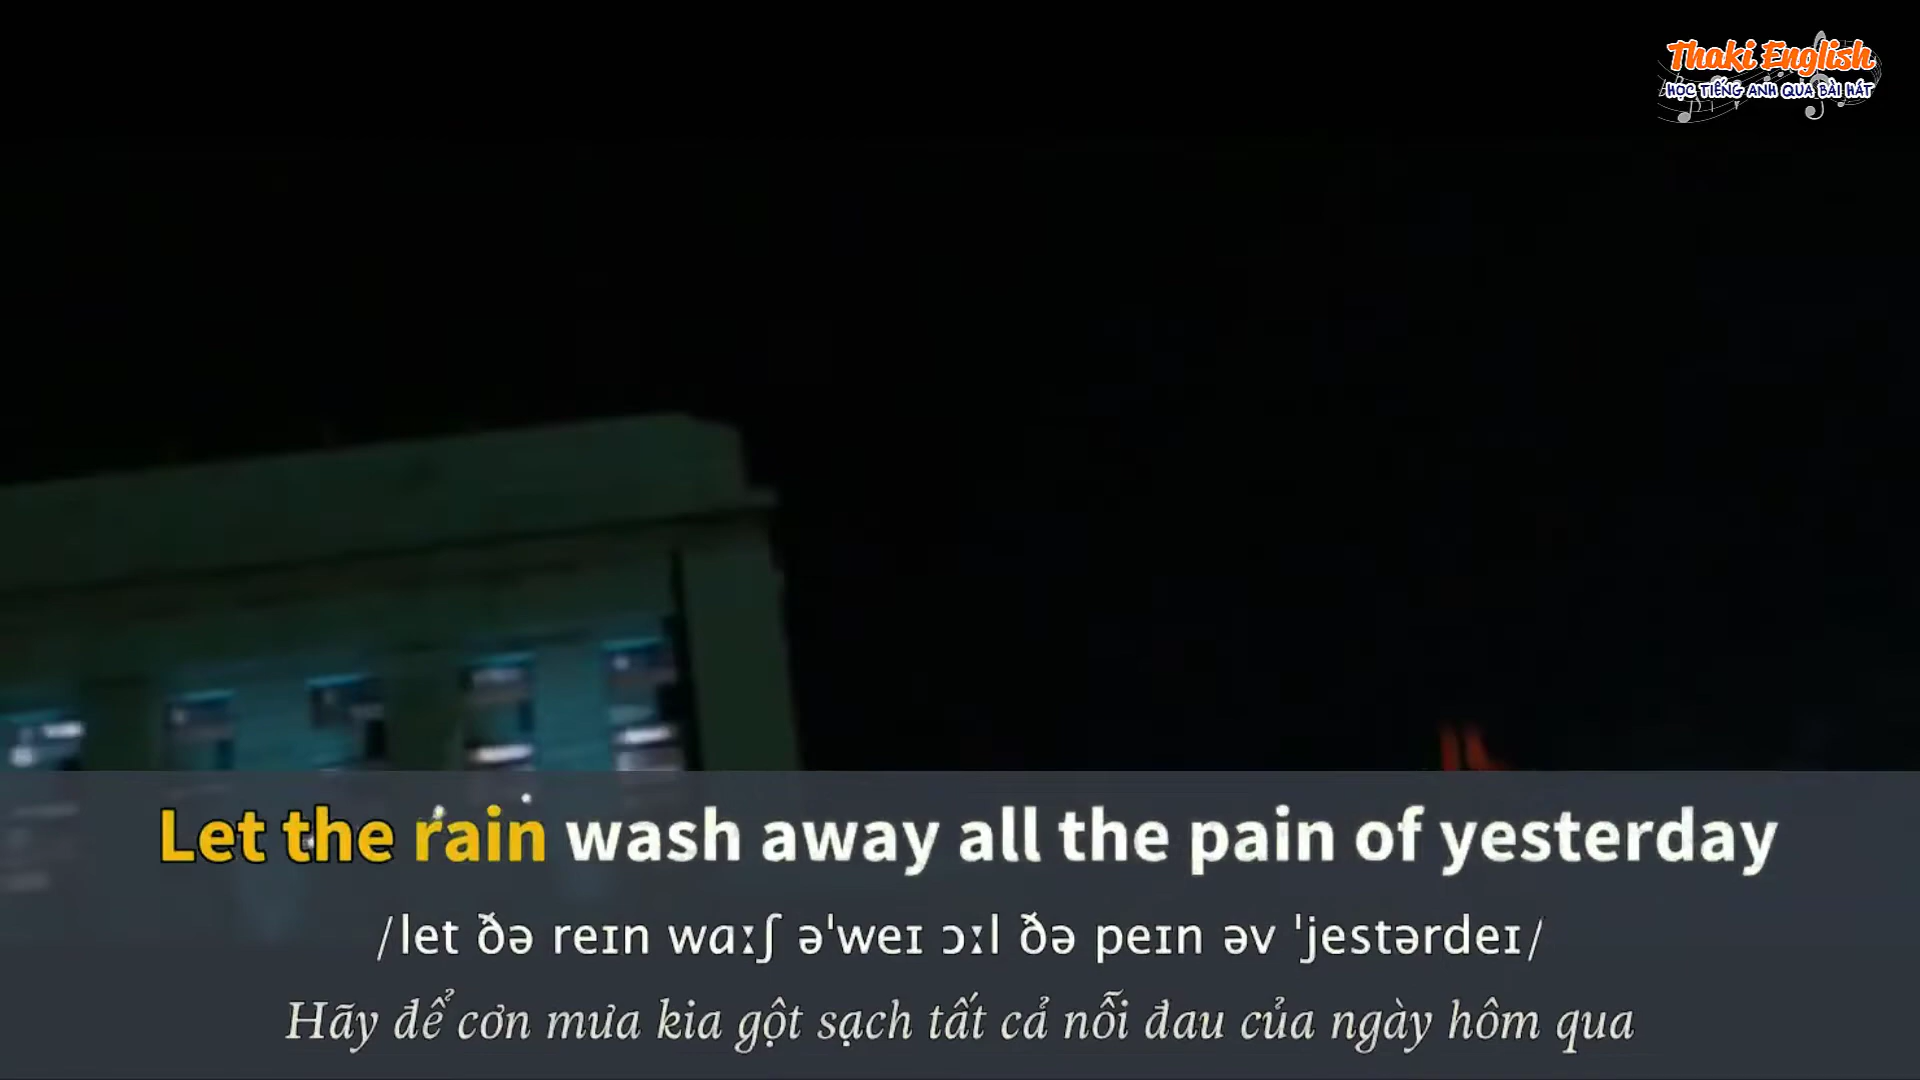 Thaki English
HỌC TIẾNG ANH QUA BÀI HÁT
Let the rain wash away all the pain of yesterday
/let ðə reɪn wɑːʃ əˈweɪ ɔːl ðə peɪn əv ˈjestərdeɪ/
Hãy để cơn mưa kia gột sạch tất cả nỗi đau của ngày hôm qua